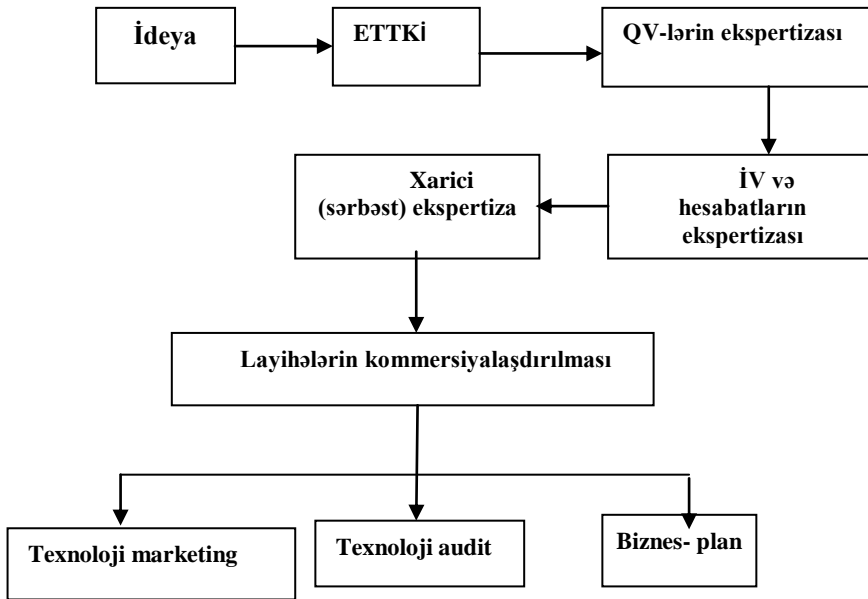 İdeya
ETTKİ
QV-lərin ekspertizası
Xarici
(sərbəst) ekspertiza
İV və
hesabatların
ekspertizası
Layihələrin kommersiyalaşdırılması
Texnoloji marketing
Texnoloji audit
Biznes- plan